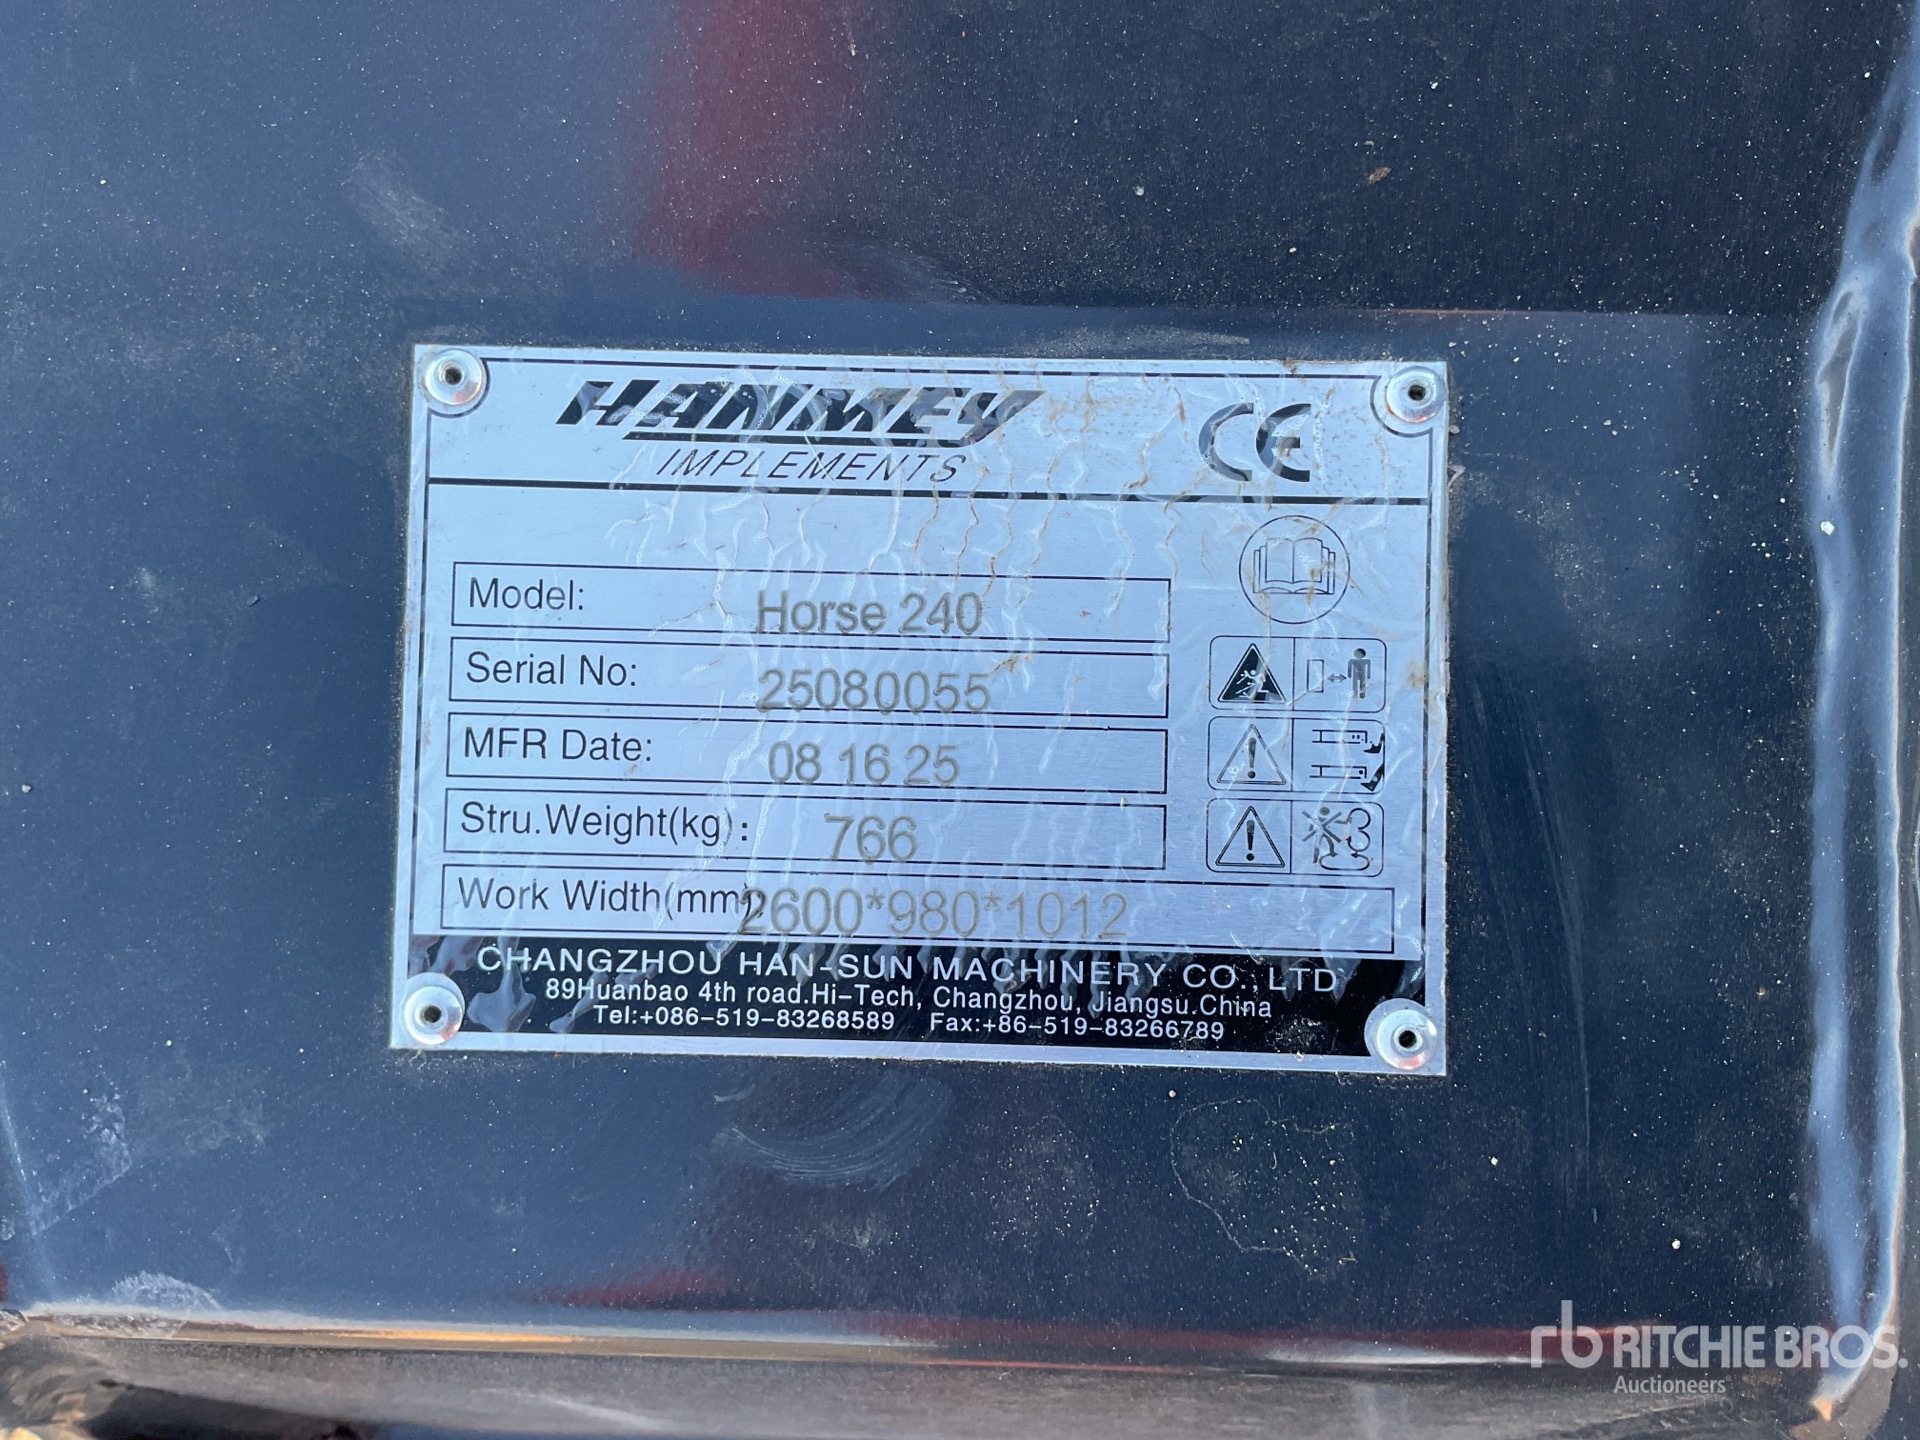 HANMEY
IMPLEMENTS
CE
Model: Horse 240
Serial No: 25080055
MFR Date: 08 16 25
Stru.Weight(kg): 766
Work Width(mm): 2600*980*1012
CHANGZHOU HAN-SUN MACHINERY CO., LTD
89Huanbao 4th road.Hi-Tech, Changzhou, Jiangsu.China
Tel:+086-519-83268589 Fax:+86-519-83266789
rb RITCHIE BROS.
Auctioneers